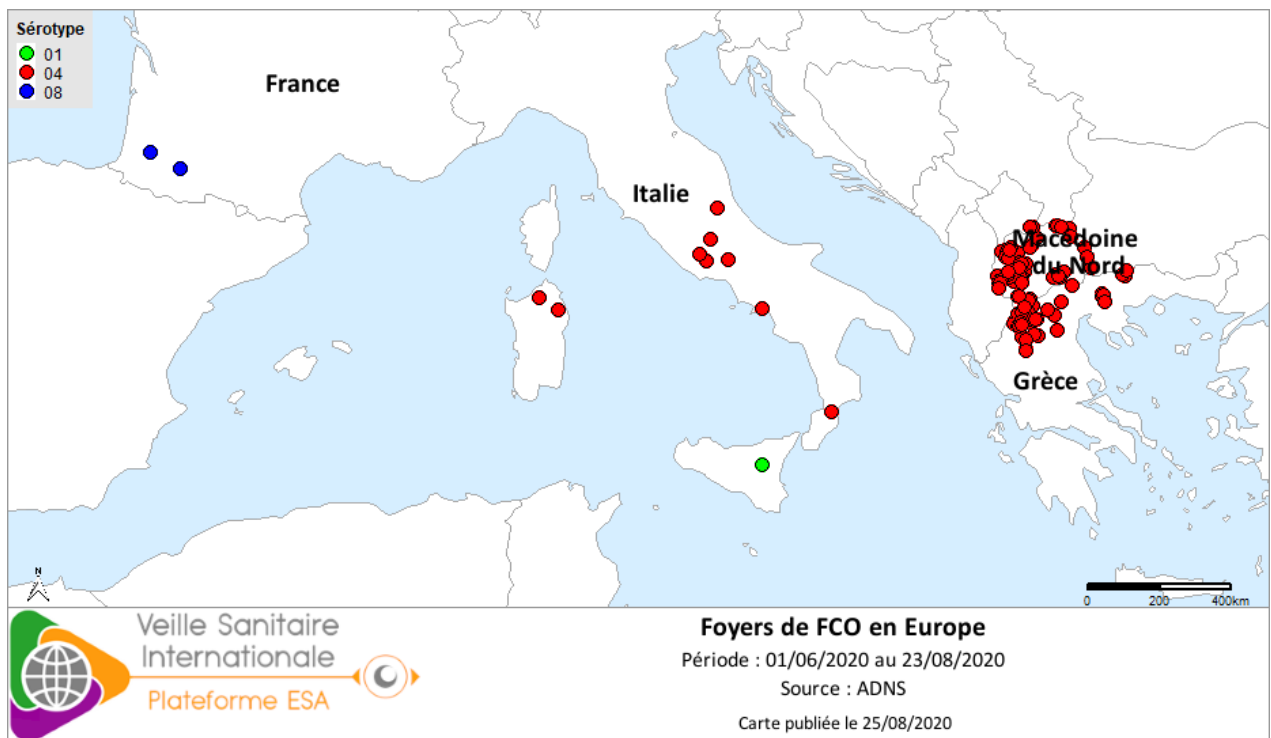 Sérotype
01
04
08
France
Italie
Macédoine
du Nord
Grèce
N
0 200 400km
Veille Sanitaire
Internationale
Plateforme ESA
Foyers de FCO en Europe
Période : 01/06/2020 au 23/08/2020
Source : ADNS
Carte publiée le 25/08/2020